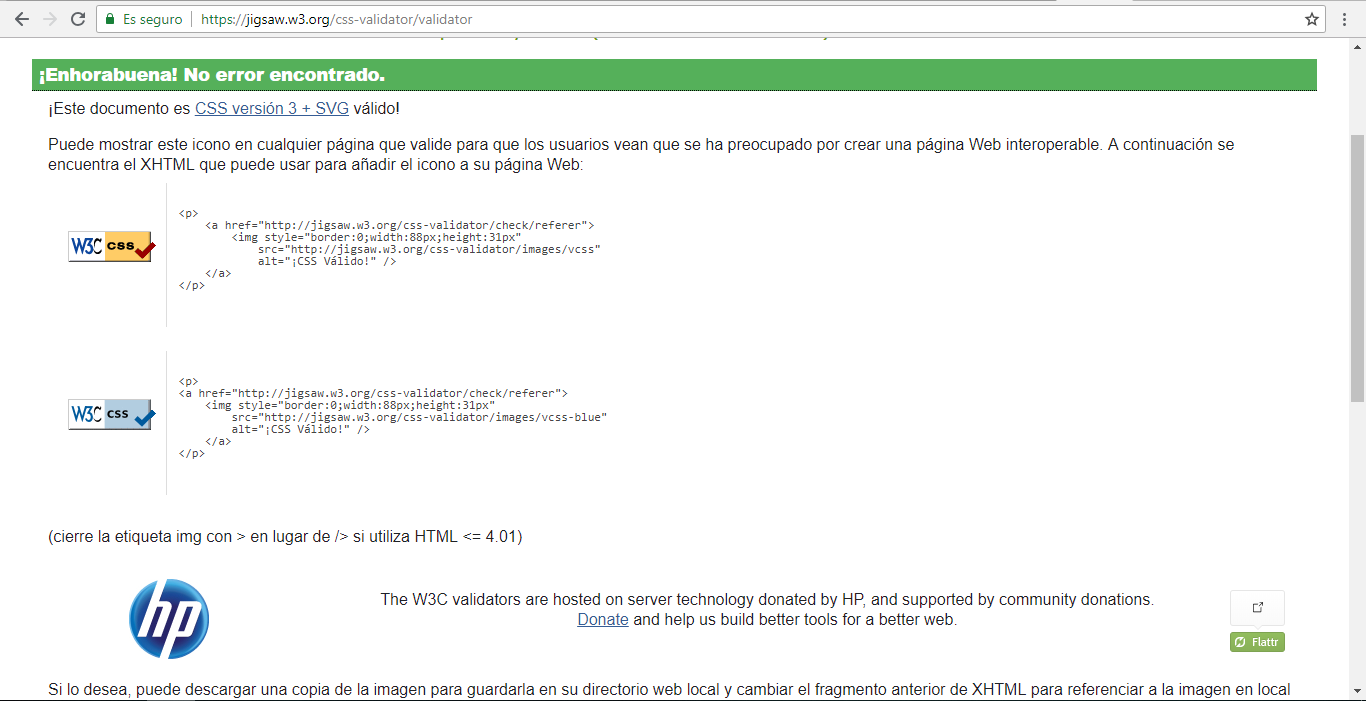 Es seguro | https://jigsaw.w3.org/css-validator/validator
¡Enhorabuena! No error encontrado.
¡Este documento es CSS versión 3 + SVG válido!
Puede mostrar este icono en cualquier página que valide para que los usuarios vean que se ha preocupado por crear una página Web interoperable. A continuación se
encuentra el XHTML que puede usar para añadir el icono a su página Web:
W3C css
<p>
<a href="http://jigsaw.w3.org/css-validator/check/referer">
<img style="border:0;width:88px;height:31px"
src="http://jigsaw.w3.org/css-validator/images/vcss"
alt="¡CSS Válido!" />
</a>
</p>
W3C css
<p>
<a href="http://jigsaw.w3.org/css-validator/check/referer">
<img style="border:0;width:88px;height:31px"
src="http://jigsaw.w3.org/css-validator/images/vcss-blue"
alt="¡CSS Válido!" />
</a>
</p>
(cierre la etiqueta img con > en lugar de /> si utiliza HTML <= 4.01)
hp
The W3C validators are hosted on server technology donated by HP, and supported by community donations.
Donate and help us build better tools for a better web.
Flattr
Si lo desea, puede descargar una copia de la imagen para guardarla en su directorio web local y cambiar el fragmento anterior de XHTML para referenciar a la imagen en local